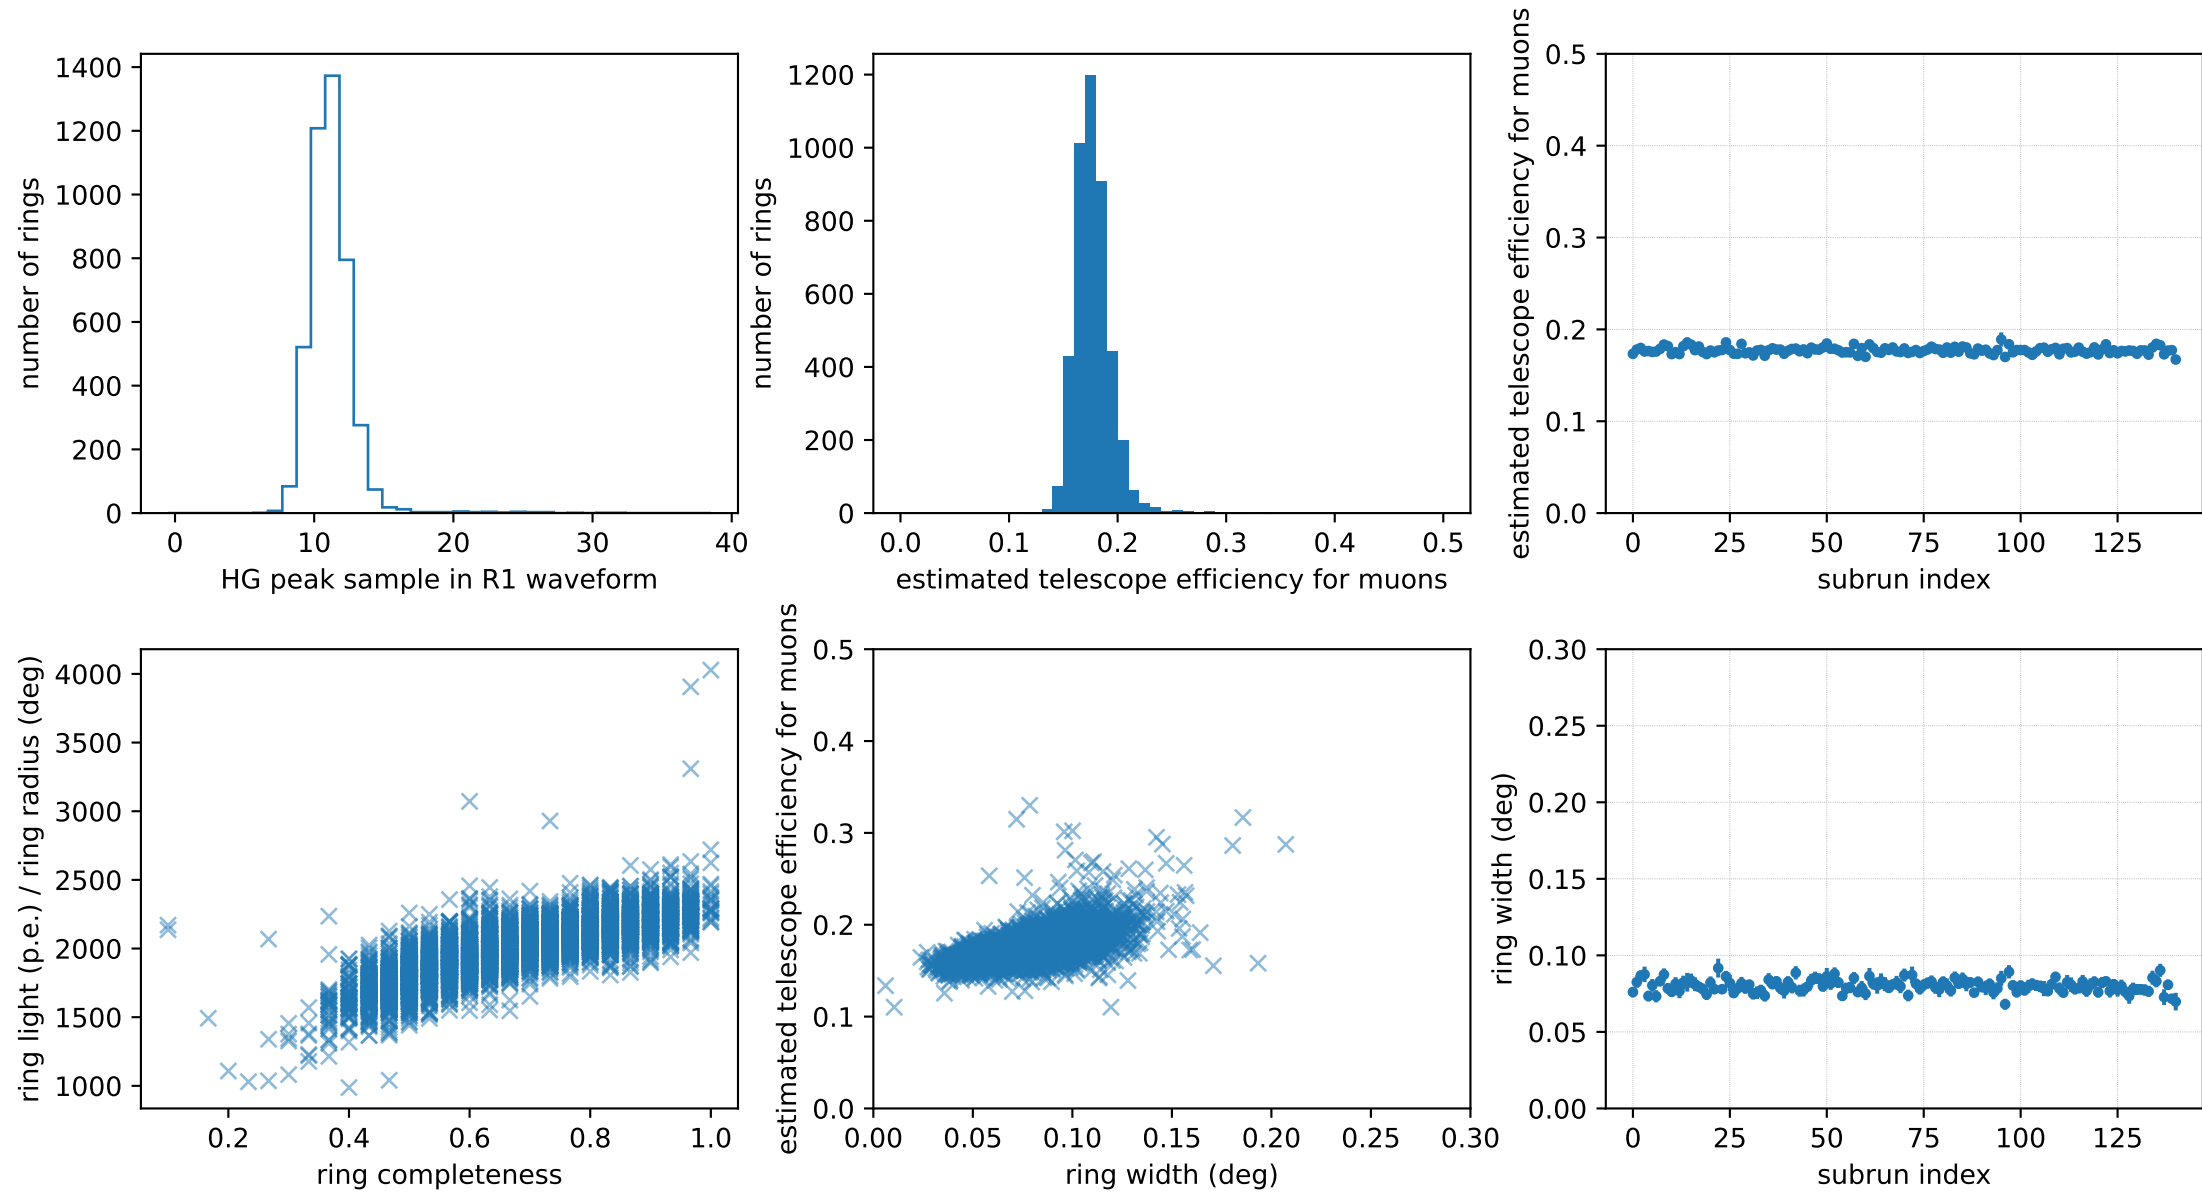 1400
1200
1000
800
600
400
200
0
number of rings
0 10 20 30 40
HG peak sample in R1 waveform
1200
1000
800
600
400
200
0
number of rings
0.0 0.1 0.2 0.3 0.4 0.5
estimated telescope efficiency for muons
0.5
0.4
0.3
0.2
0.1
0.0
estimated telescope efficiency for muons
0 25 50 75 100 125
subrun index
4000
3500
3000
2500
2000
1500
1000
ring light (p.e.) / ring radius (deg)
0.2 0.4 0.6 0.8 1.0
ring completeness
0.5
0.4
0.3
0.2
0.1
0.0
estimated telescope efficiency for muons
0.00 0.05 0.10 0.15 0.20 0.25 0.30
ring width (deg)
0.30
0.25
0.20
0.15
0.10
0.05
0.00
ring width (deg)
0 25 50 75 100 125
subrun index